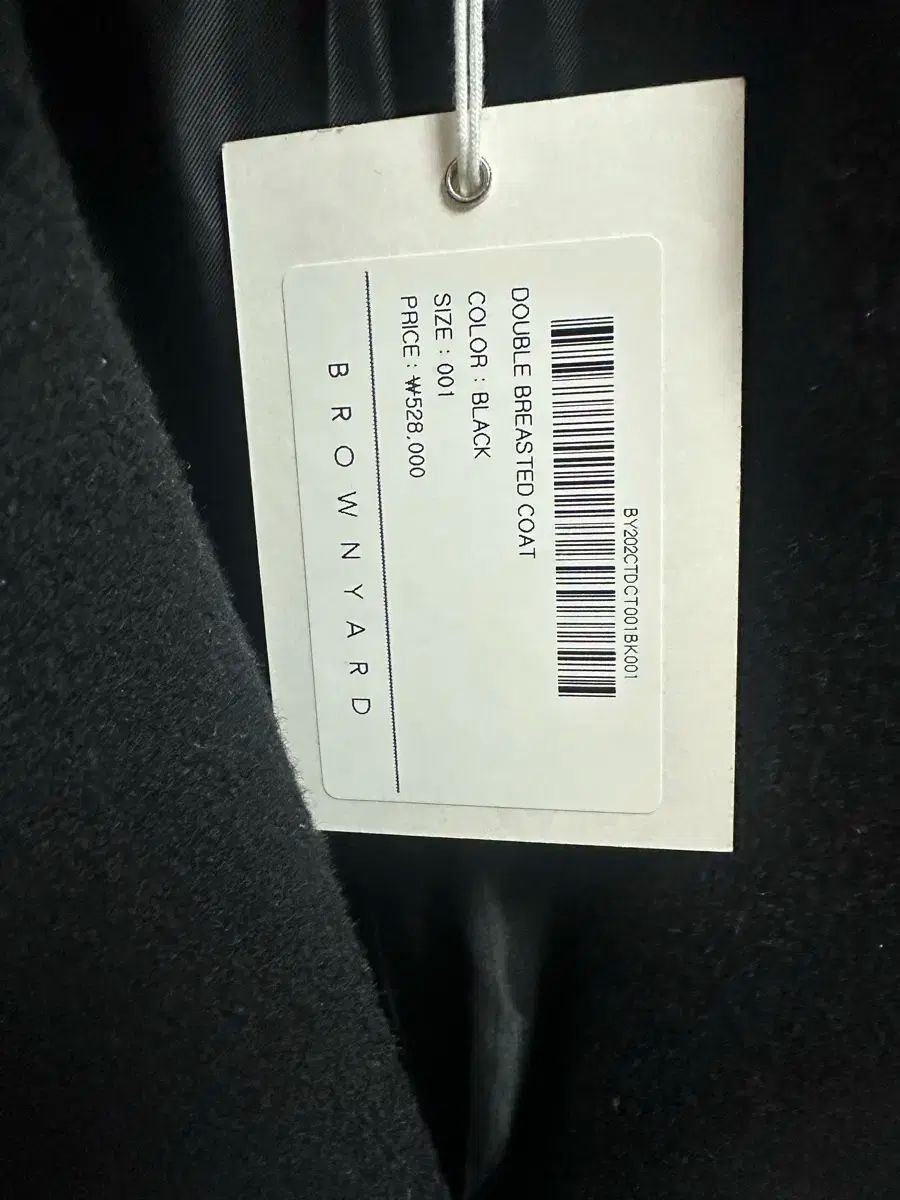 BY202CTDCT001BK001
DOUBLE BREASTED COAT
COLOR : BLACK
SIZE : 001
PRICE : ₩528,000
BROWNYARD